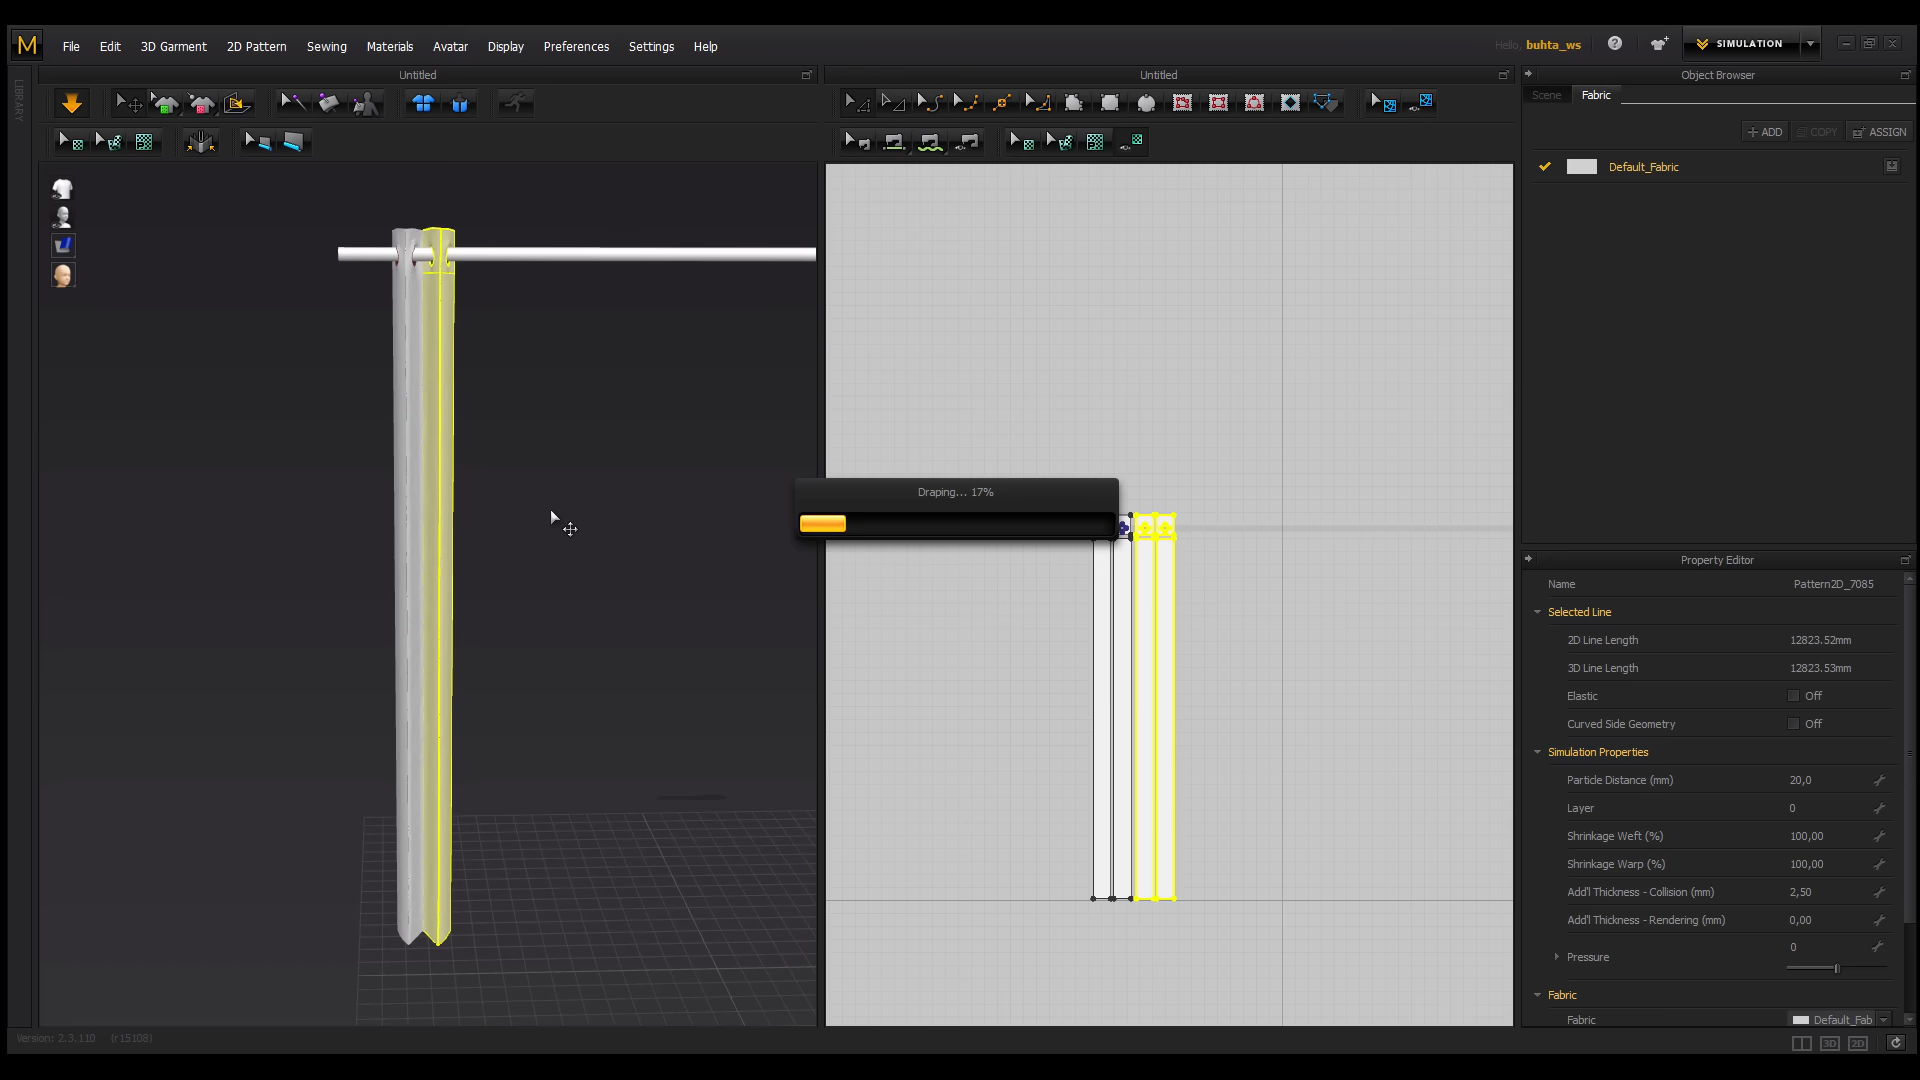 M
File Edit 3D Garment 2D Pattern Sewing Materials Avatar Display Preferences Settings Help
Hello, buhta_ws
?
SIMULATION
LIBRARY
Untitled
Untitled
Object Browser
Scene
Fabric
ADD
COPY
ASSIGN
Default_Fabric
Draping... 17%
Property Editor
Name Pattern2D_7085
Selected Line
2D Line Length 12823.52mm
3D Line Length 12823.53mm
Elastic Off
Curved Side Geometry Off
Simulation Properties
Particle Distance (mm) 20,0
Layer 0
Shrinkage Weft (%) 100,00
Shrinkage Warp (%) 100,00
Add'l Thickness - Collision (mm) 2,50
Add'l Thickness - Rendering (mm) 0,00
Pressure 0
Fabric
Fabric Default_Fab
Version: 2.3.110 (r15108)
3D
2D